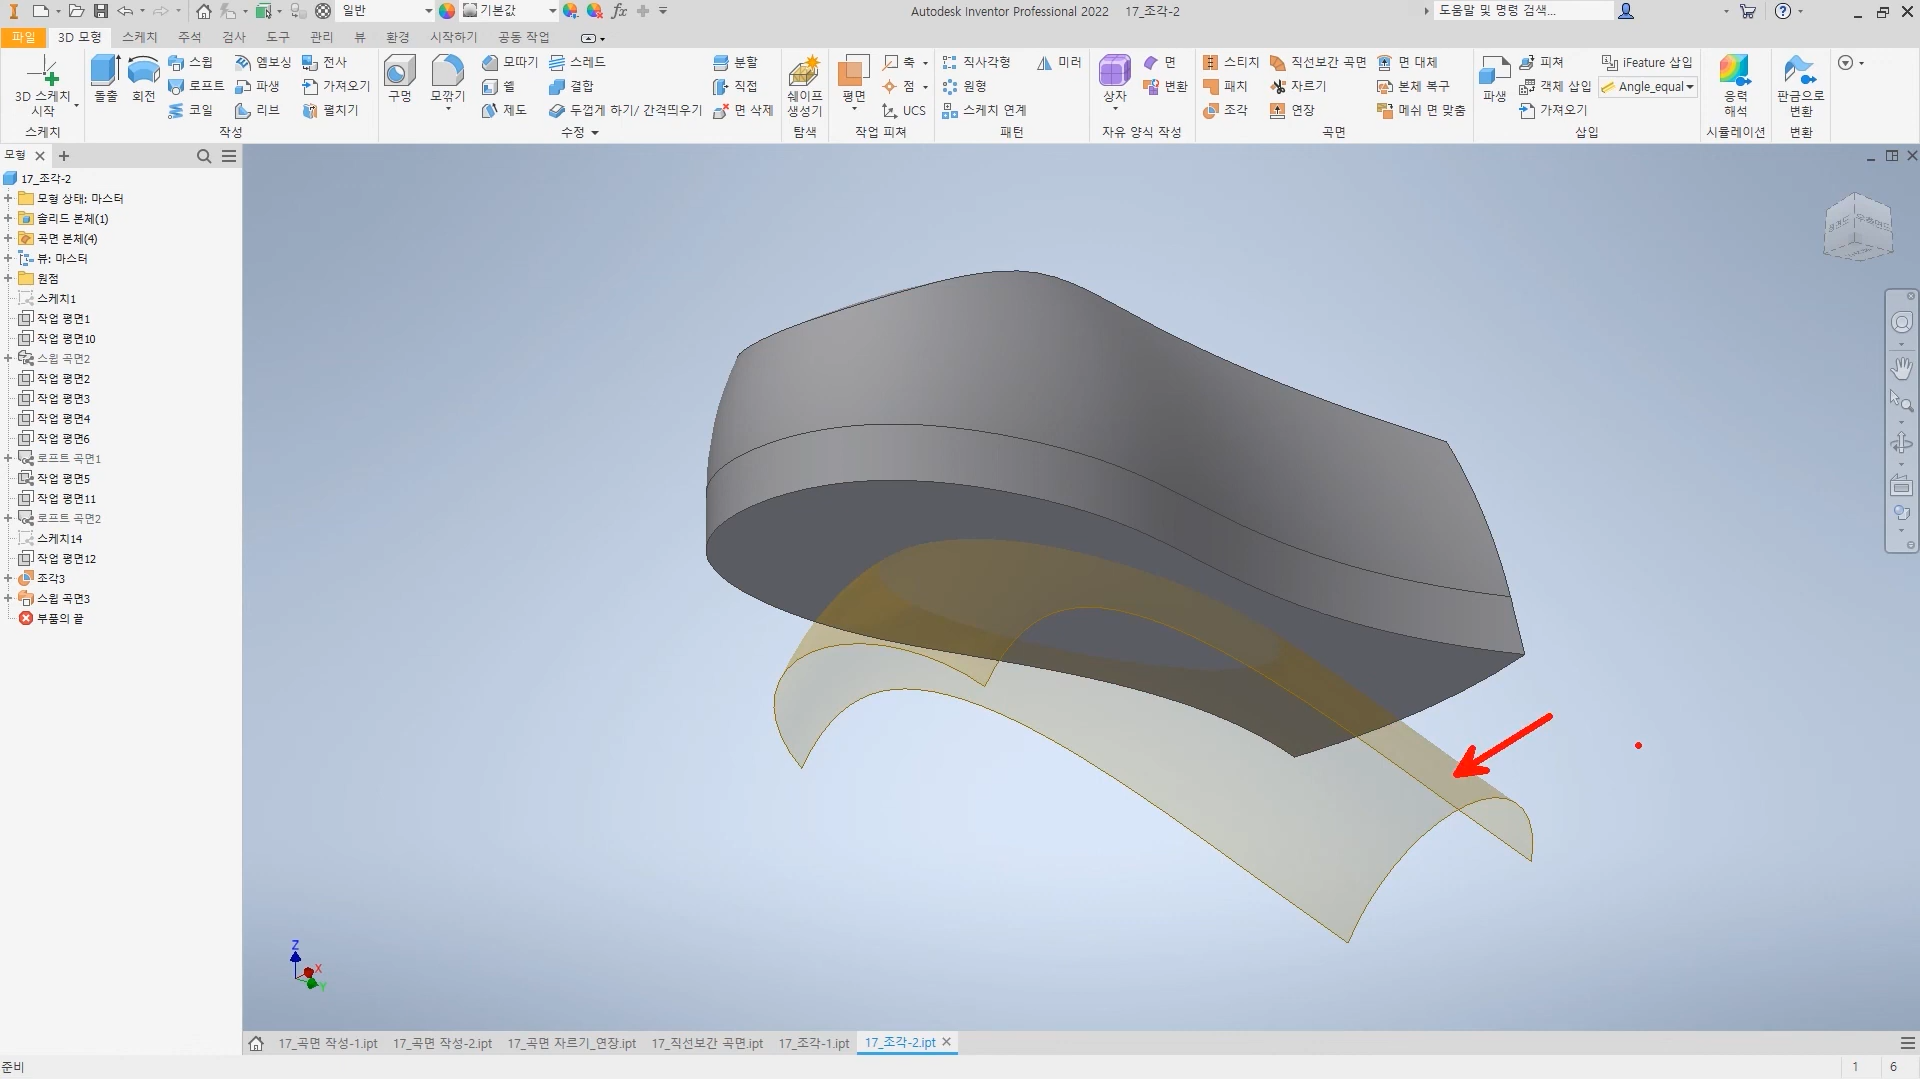 일반 기본값 fx Autodesk Inventor Professional 2022 17_조각-2 도움말 및 명령 검색...
파일 3D 모형 스케치 주석 검사 도구 관리 뷰 환경 시작하기 공동 작업
3D 스케치 시작
스케치
돌출 회전
스윕 엠보싱 전사
로프트 파생 가져오기
코일 리브 펼치기
작성
구멍 모깎기
모따기 스레드 분할
쉘 결합 직접
제도 두껍게 하기/ 간격띄우기 면 삭제
수정
쉐이프 생성기
탐색
평면
축
점
UCS
작업 피쳐
직사각형 미러
원형
스케치 연계
패턴
상자
면
변환
자유 양식 작성
스티치 직선보간 곡면 면 대체
패치 자르기 본체 복구
조각 연장 메쉬 면 맞춤
곡면
파생
피쳐 iFeature 삽입
객체 삽입 Angle_equal
가져오기
삽입
응력 해석
시뮬레이션
판금으로 변환
변환
모형
17_조각-2
모형 상태: 마스터
솔리드 본체(1)
곡면 본체(4)
뷰: 마스터
원점
스케치1
작업 평면1
작업 평면10
스윕 곡면2
작업 평면2
작업 평면3
작업 평면4
작업 평면6
로프트 곡면1
작업 평면5
작업 평면11
로프트 곡면2
스케치14
작업 평면12
조각3
스윕 곡면3
부품의 끝
Z
X
Y
17_곡면 작성-1.ipt 17_곡면 작성-2.ipt 17_곡면 자르기_연장.ipt 17_직선보간 곡면.ipt 17_조각-1.ipt 17_조각-2.ipt
준비 1 6